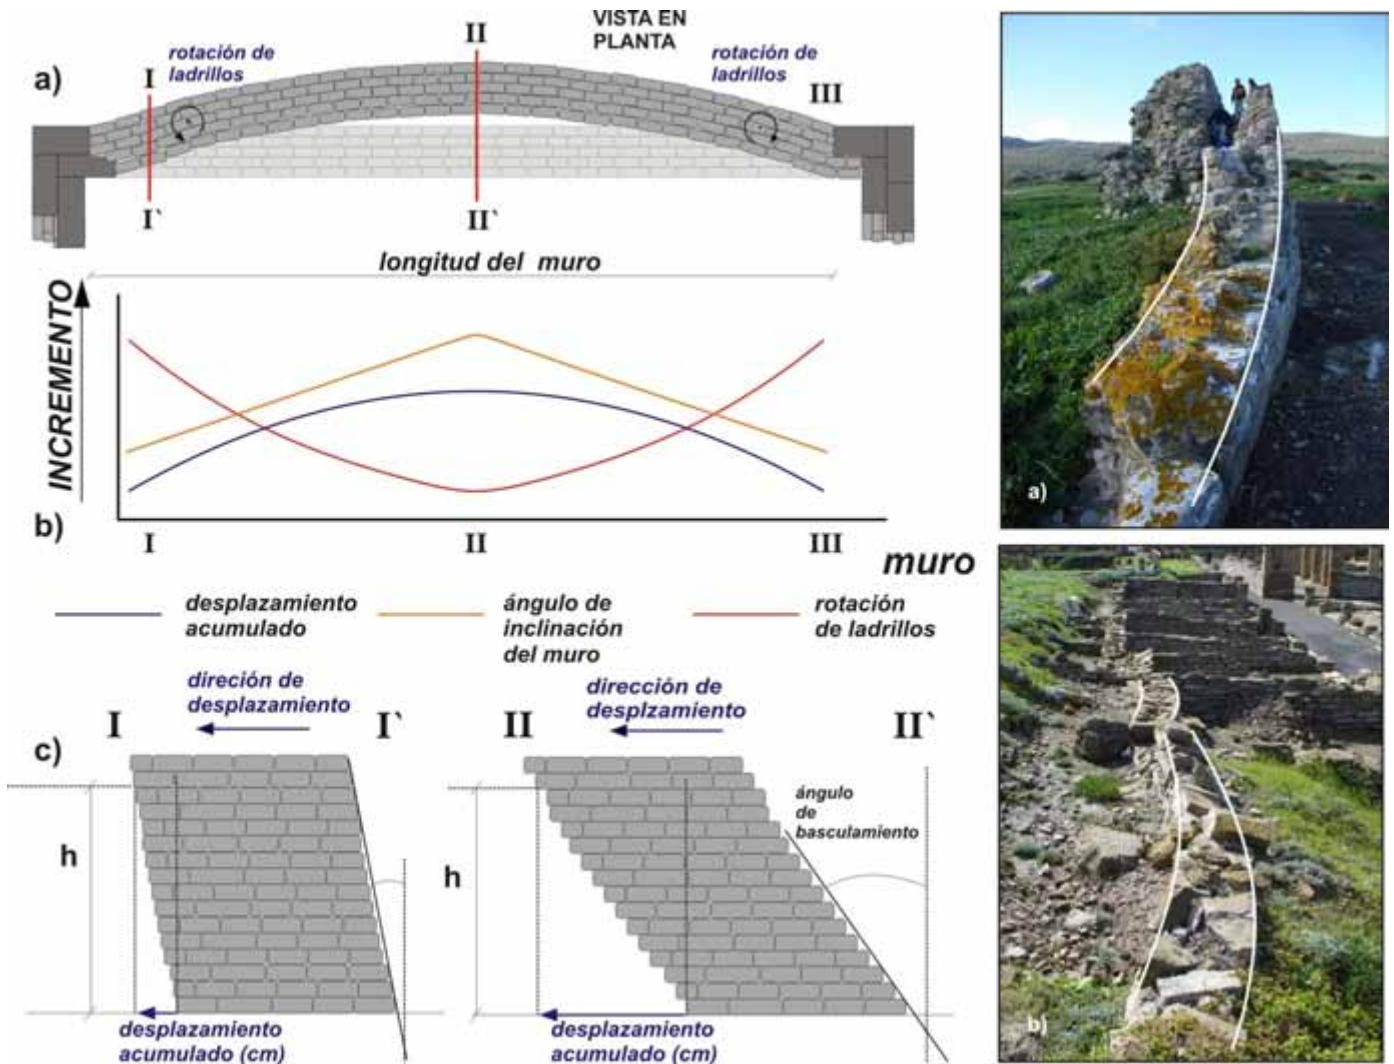 VISTA EN
PLANTA
a)
I
rotación de
ladrillos
II
rotación de
ladrillos
III
I`
II`
longitud del muro
INCREMENTO
b)
I
II
III
muro
desplazamiento
acumulado
ángulo de
inclinación
del muro
rotación
de ladrillos
c)
I
direción de
desplazamiento
I`
h
desplazamiento
acumulado (cm)
II
dirección de
desplzamiento
II`
ángulo
de
basculamiento
h
desplazamiento
acumulado (cm)
a)
b)